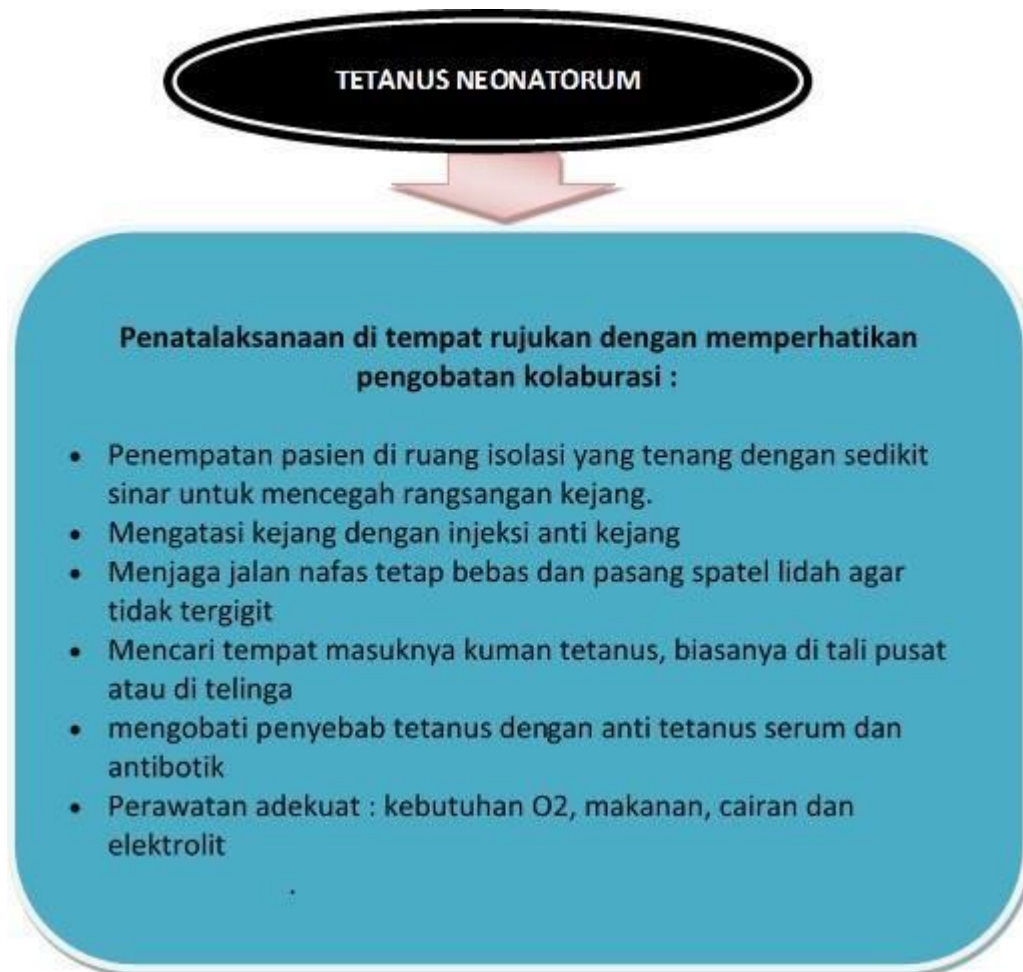 TETANUS NEONATORUM
Penatalaksanaan di tempat rujukan dengan memperhatikan
pengobatan kolaburasi :
• Penempatan pasien di ruang isolasi yang tenang dengan sedikit
sinar untuk mencegah rangsangan kejang.
• Mengatasi kejang dengan injeksi anti kejang
• Menjaga jalan nafas tetap bebas dan pasang spatel lidah agar
tidak tergigit
• Mencari tempat masuknya kuman tetanus, biasanya di tali pusat
atau di telinga
• mengobati penyebab tetanus dengan anti tetanus serum dan
antibotik
• Perawatan adekuat : kebutuhan O2, makanan, cairan dan
elektrolit
.